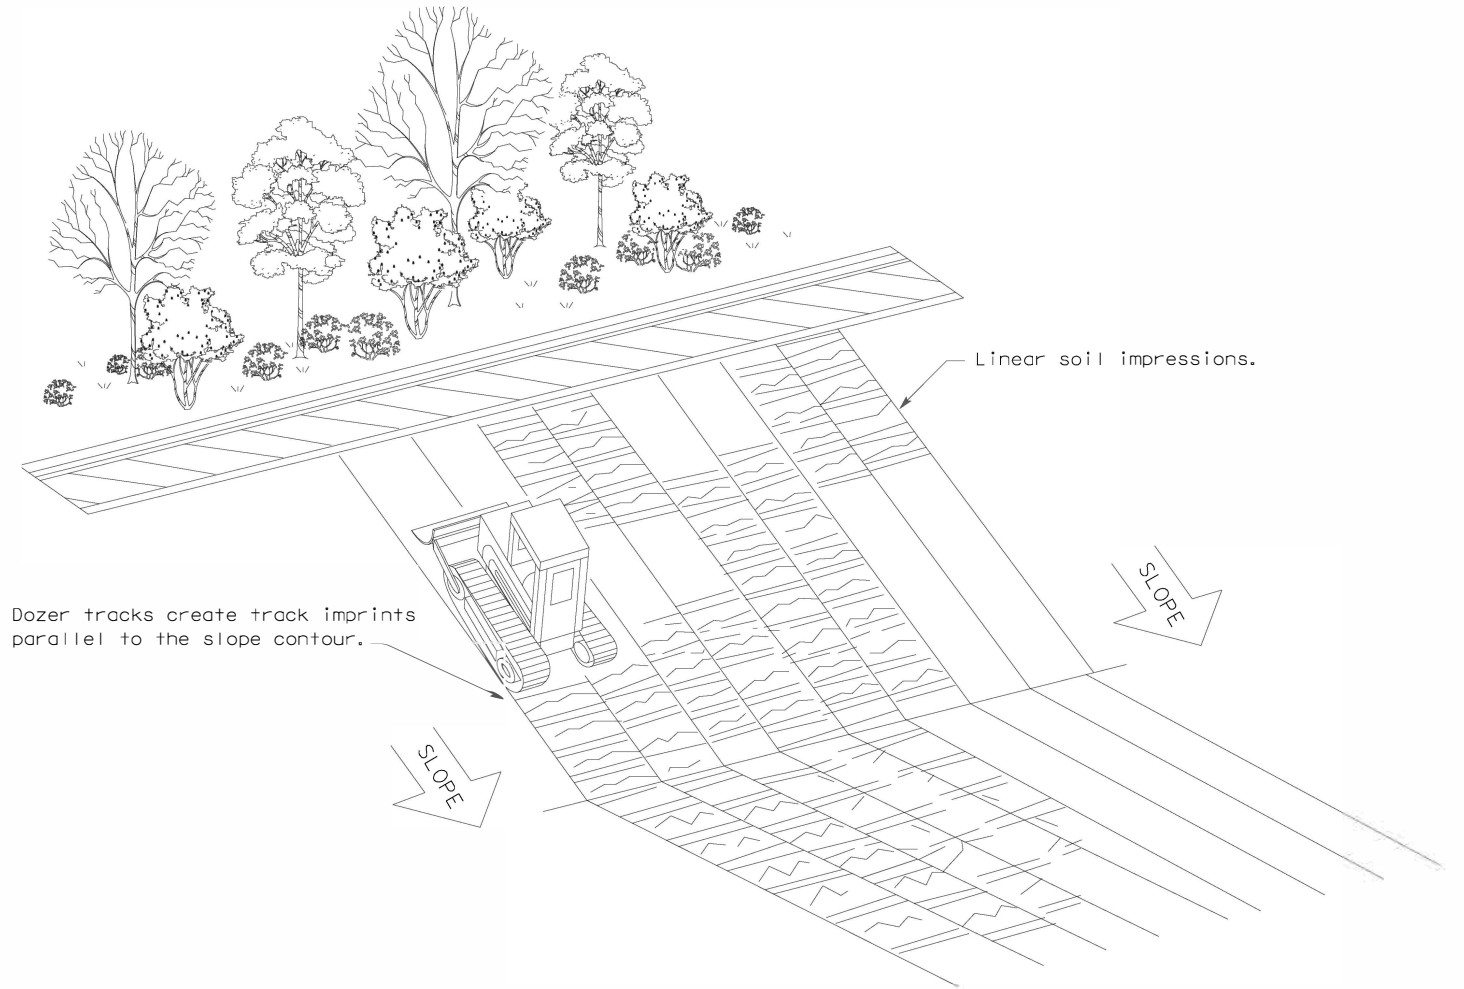 Linear soil impressions.
SLOPE
Dozer tracks create track imprints
parallel to the slope contour.
SLOPE